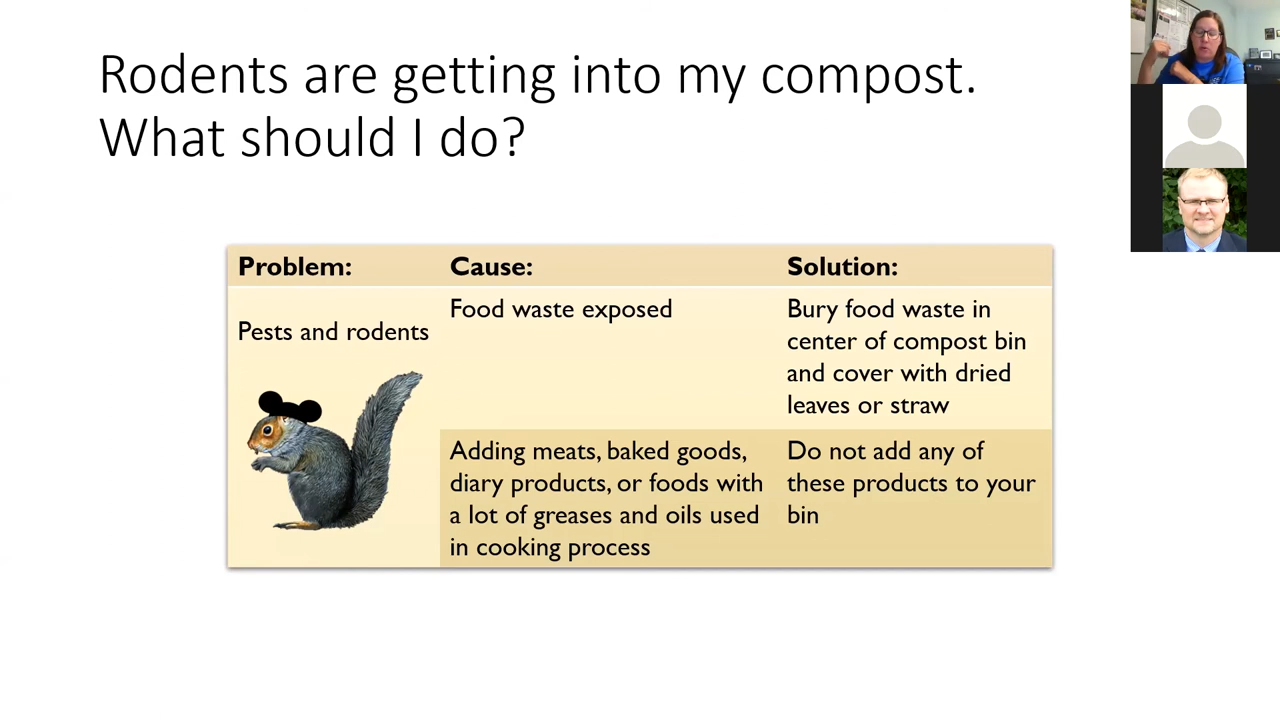 Rodents are getting into my compost.
What should I do?
Problem:
Cause:
Solution:
Pests and rodents
Food waste exposed
Bury food waste in
center of compost bin
and cover with dried
leaves or straw
Adding meats, baked goods,
diary products, or foods with
a lot of greases and oils used
in cooking process
Do not add any of
these products to your
bin